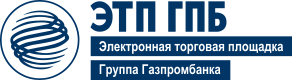 ЭТП ГПБ
Электронная торговая площадка
Группа Газпромбанка